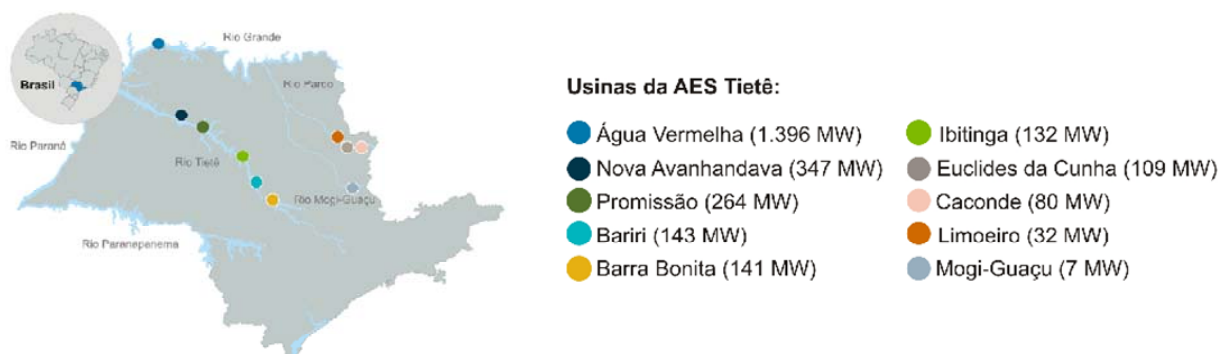 Rio Grande
Rio Pardo
Brasil
Rio Paraná
Rio Tietê
Rio Mogi-Guaçu
Rio Paranapanema
Usinas da AES Tietê:
Água Vermelha (1.396 MW)
Nova Avanhandava (347 MW)
Promissão (264 MW)
Bariri (143 MW)
Barra Bonita (141 MW)
Ibitinga (132 MW)
Euclides da Cunha (109 MW)
Caconde (80 MW)
Limoeiro (32 MW)
Mogi-Guaçu (7 MW)